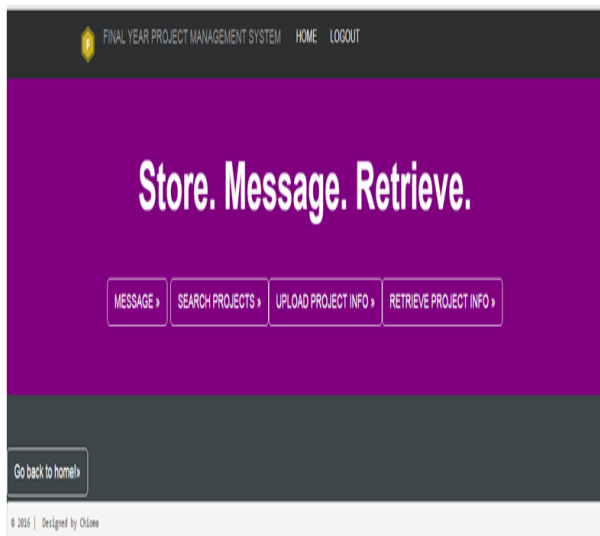 F
FINAL YEAR PROJECT MANAGEMENT SYSTEM HOME LOGOUT
Store. Message. Retrieve.
MESSAGE » SEARCH PROJECTS » UPLOAD PROJECT INFO » RETRIEVE PROJECT INFO »
Go back to home!»
© 2016 | Designed by Chioma